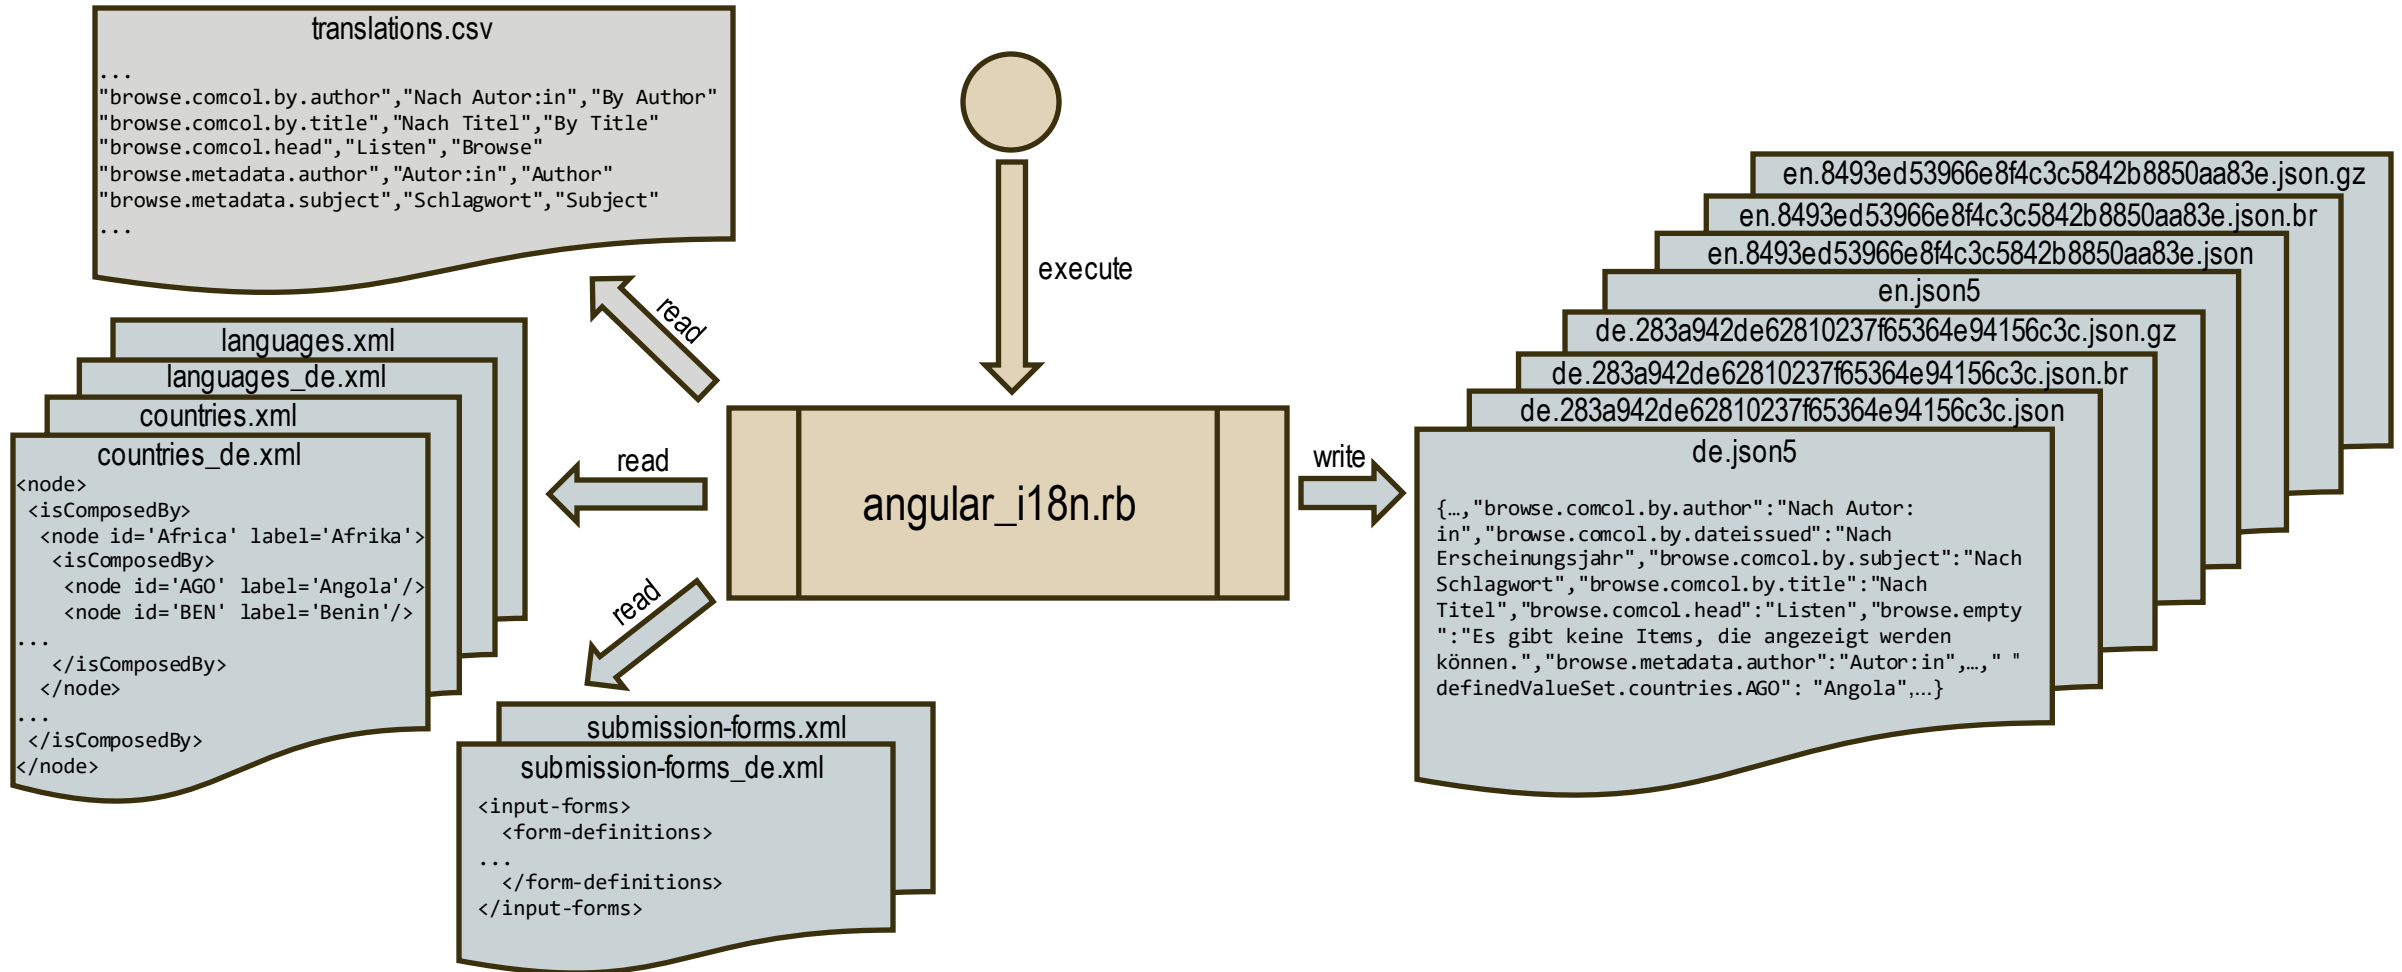 translations.csv
...
"browse.comcol.by.author","Nach Autor:in","By Author"
"browse.comcol.by.title","Nach Titel","By Title"
"browse.comcol.head","Listen","Browse"
"browse.metadata.author","Autor:in","Author"
"browse.metadata.subject","Schlagwort","Subject"
...
execute
read
languages.xml
languages_de.xml
countries.xml
countries_de.xml
<node>
<isComposedBy>
<node id='Africa' label='Afrika'>
<isComposedBy>
<node id='AGO' label='Angola'/>
<node id='BEN' label='Benin'/>
...
</isComposedBy>
</node>
...
</isComposedBy>
</node>
read
angular_i18n.rb
read
submission-forms.xml
submission-forms_de.xml
<input-forms>
<form-definitions>
...
</form-definitions>
</input-forms>
write
en.8493ed53966e8f4c3c5842b8850aa83e.json.gz
en.8493ed53966e8f4c3c5842b8850aa83e.json.br
en.8493ed53966e8f4c3c5842b8850aa83e.json
en.json5
de.283a942de62810237f65364e94156c3c.json.gz
de.283a942de62810237f65364e94156c3c.json.br
de.283a942de62810237f65364e94156c3c.json
de.json5
{…,"browse.comcol.by.author":"Nach Autor:
in","browse.comcol.by.dateissued":"Nach
Erscheinungsjahr","browse.comcol.by.subject":"Nach
Schlagwort","browse.comcol.by.title":"Nach
Titel","browse.comcol.head":"Listen","browse.empty
":"Es gibt keine Items, die angezeigt werden
können.","browse.metadata.author":"Autor:in",…," "
definedValueSet.countries.AGO": "Angola",…}